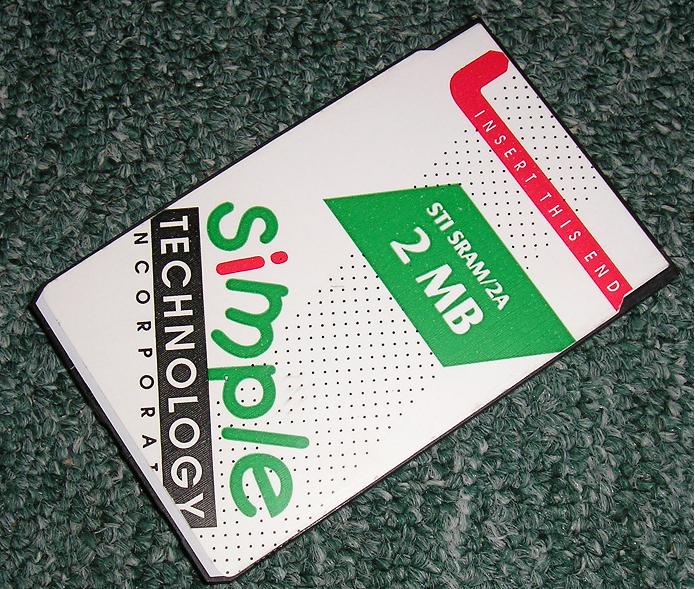 INSERT THIS END
STI SRAM/2A
2 MB
simple
TECHNOLOGY
NCORPORAT